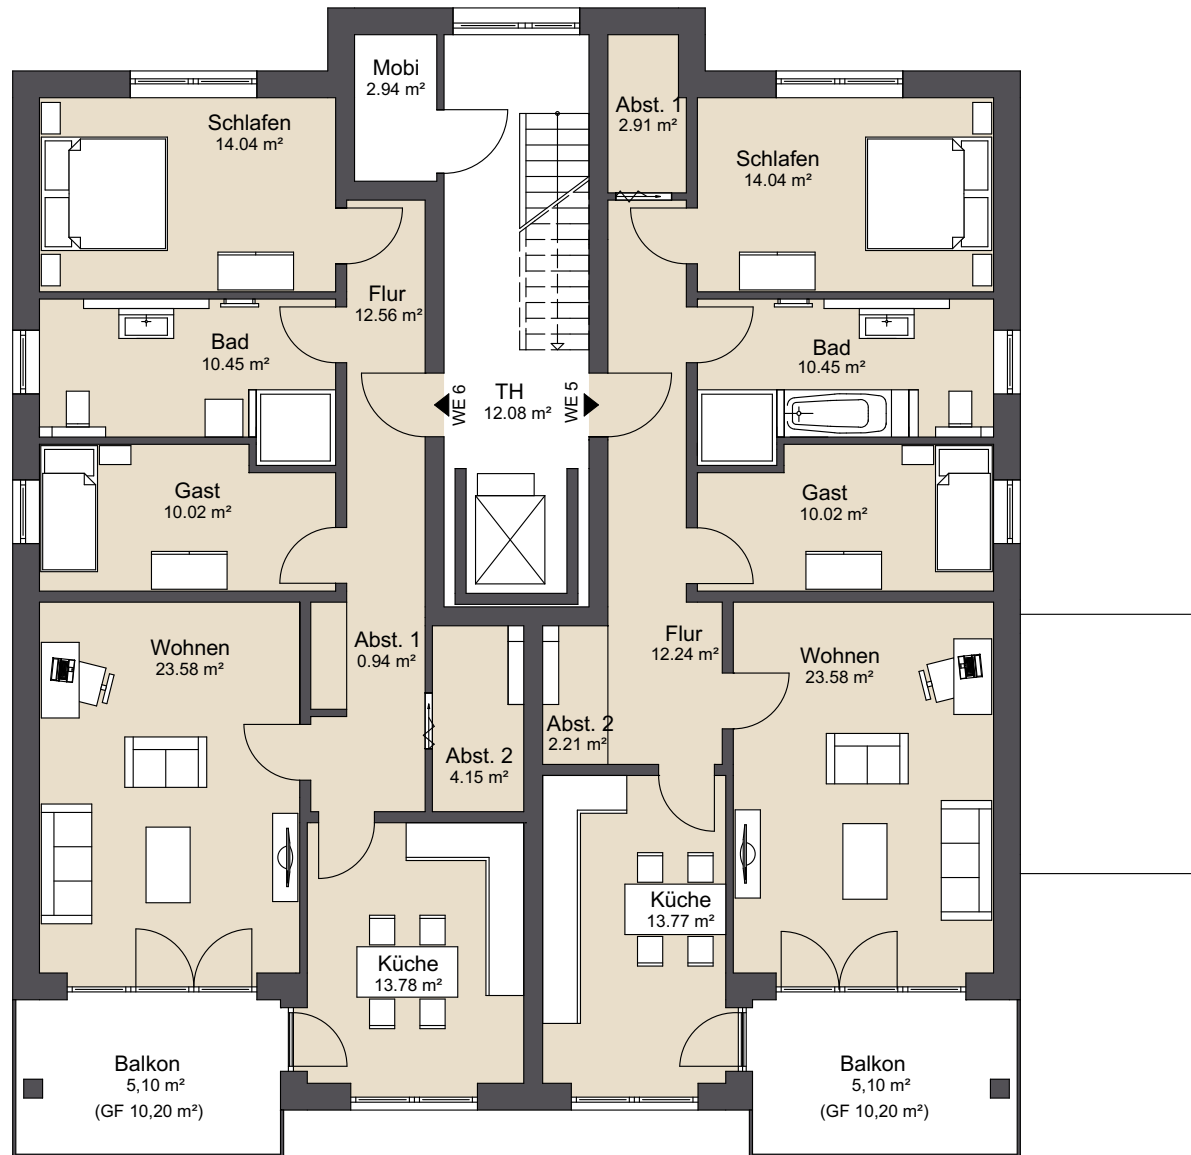 Mobi
2.94 m²
Schlafen
14.04 m²
Abst. 1
2.91 m²
Schlafen
14.04 m²
Flur
12.56 m²
Bad
10.45 m²
Bad
10.45 m²
WE 6
TH
12.08 m²
WE 5
Gast
10.02 m²
Gast
10.02 m²
Wohnen
23.58 m²
Abst. 1
0.94 m²
Flur
12.24 m²
Wohnen
23.58 m²
Abst. 2
4.15 m²
Abst. 2
2.21 m²
Küche
13.77 m²
Küche
13.78 m²
Balkon
5,10 m²
(GF 10,20 m²)
Balkon
5,10 m²
(GF 10,20 m²)